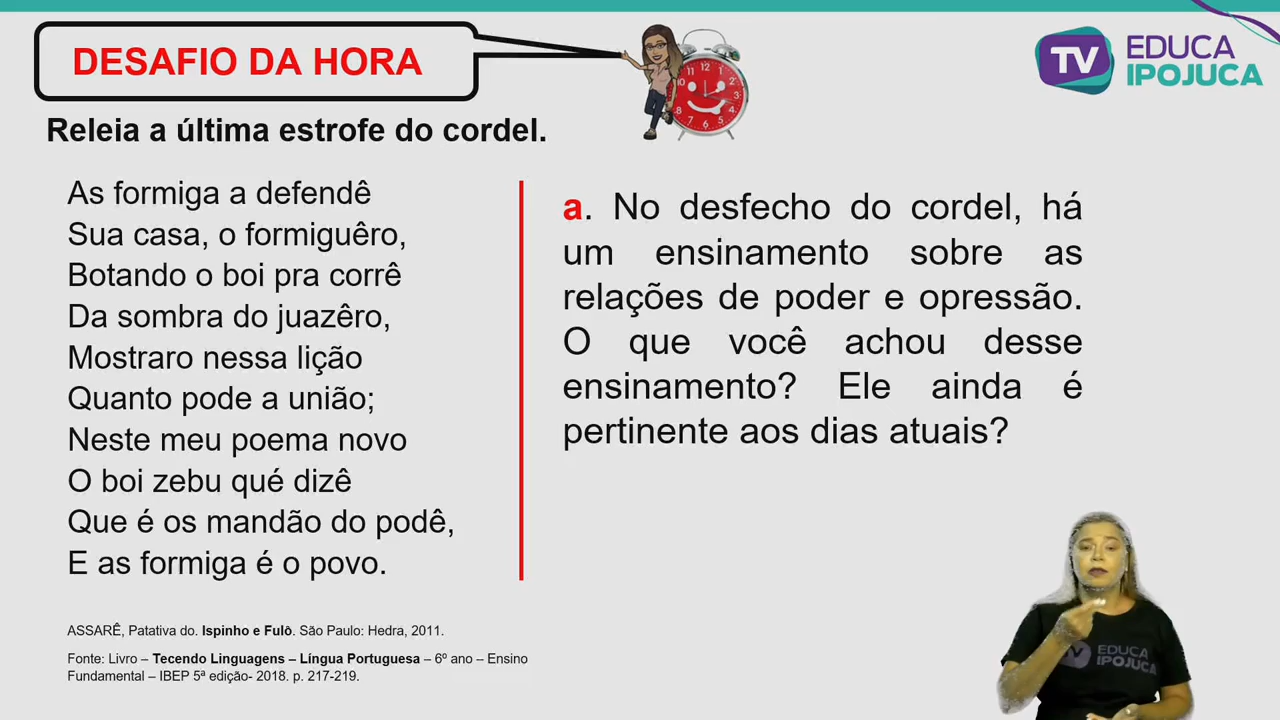 DESAFIO DA HORA
TV EDUCA
IPOJUCA
Releia a última estrofe do cordel.
As formiga a defendê
Sua casa, o formiguêro,
Botando o boi pra corrê
Da sombra do juazêro,
Mostraro nessa lição
Quanto pode a união;
Neste meu poema novo
O boi zebu qué dizê
Que é os mandão do podê,
E as formiga é o povo.
a. No desfecho do cordel, há
um ensinamento sobre as
relações de poder e opressão.
O que você achou desse
ensinamento? Ele ainda é
pertinente aos dias atuais?
ASSARÊ, Patativa do. Ispinho e Fulô. São Paulo: Hedra, 2011.
Fonte: Livro – Tecendo Linguagens – Língua Portuguesa – 6º ano – Ensino
Fundamental – IBEP 5ª edição- 2018. p. 217-219.
TV EDUCA
IPOJUCA